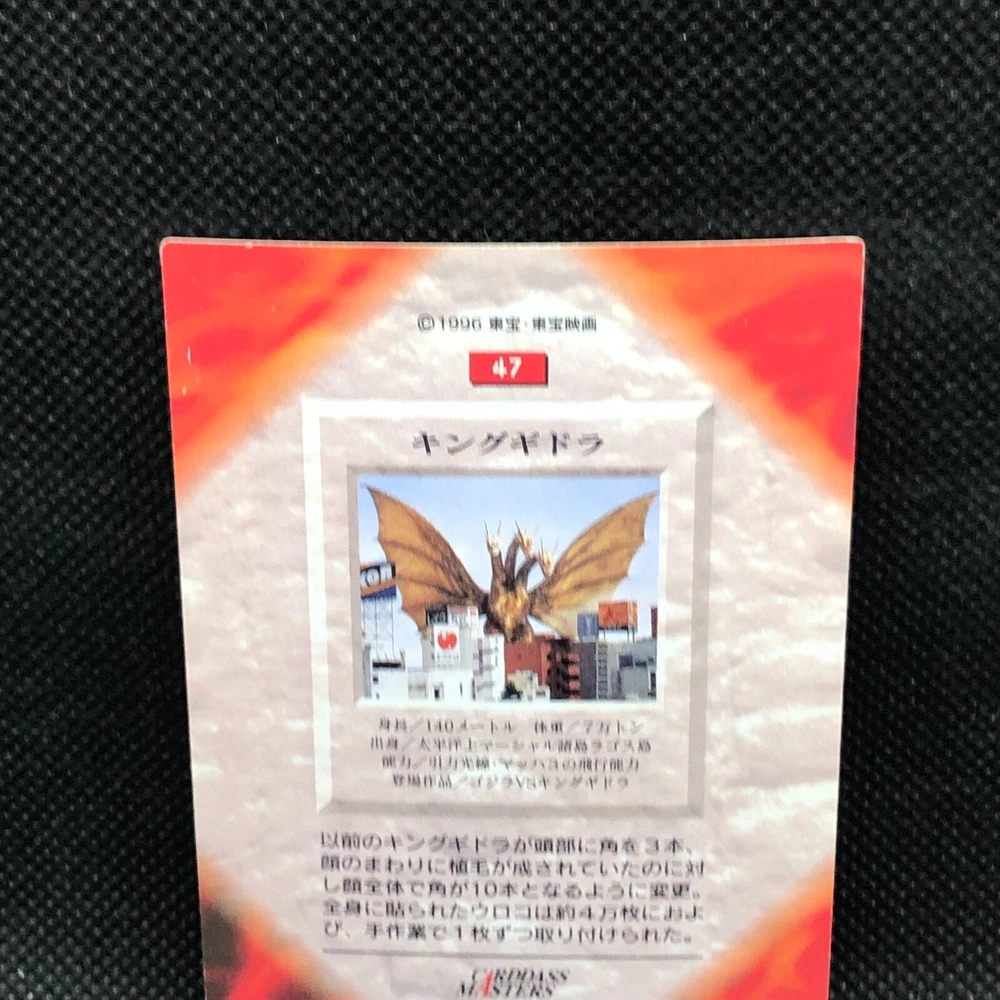 ©1996 東宝・東宝映画
47
キングギドラ
身長／140メートル 体重／7万トン
出身／太平洋上マーシャル諸島ラゴス島
能力／引力光線・マッハ3の飛行能力
登場作品／ゴジラVSキングギドラ
以前のキングギドラが頭部に角を3本、
顔のまわりに植毛が成されていたのに対
し顔全体で角が10本となるように変更。
全身に貼られたウロコは約4万枚におよ
び、手作業で1枚ずつ取り付けられた。
CARDDASS
MASTERS